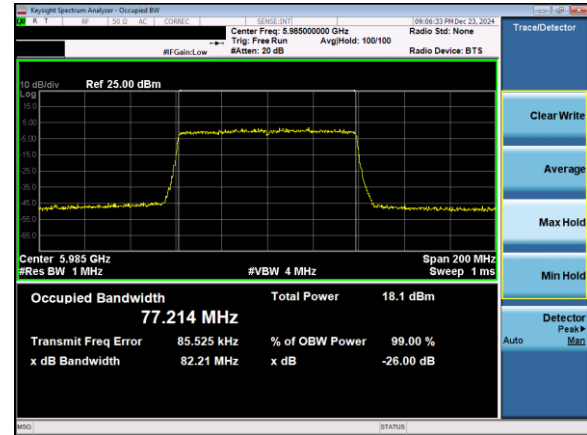 Keysight Spectrum Analyzer - Occupied BW
R T RF 50 Ω AC CORREC SENSE:INT 09:06:33 PM Dec 23, 2024
Center Freq: 5.985000000 GHz Radio Std: None
Trig: Free Run Avg|Hold: 100/100
#IFGain:Low #Atten: 20 dB Radio Device: BTS
10 dB/div Ref 25.00 dBm
Log
15.0
5.00
-5.00
-15.0
-25.0
-35.0
-45.0
-55.0
-65.0
Center 5.985 GHz Span 200 MHz
#Res BW 1 MHz #VBW 4 MHz Sweep 1 ms
Occupied Bandwidth Total Power 18.1 dBm
77.214 MHz
Transmit Freq Error 85.525 kHz % of OBW Power 99.00 %
x dB Bandwidth 82.21 MHz x dB -26.00 dB
MSG STATUS
Trace/Detector
Clear Write
Average
Max Hold
Min Hold
Detector
Peak▶
Auto Man